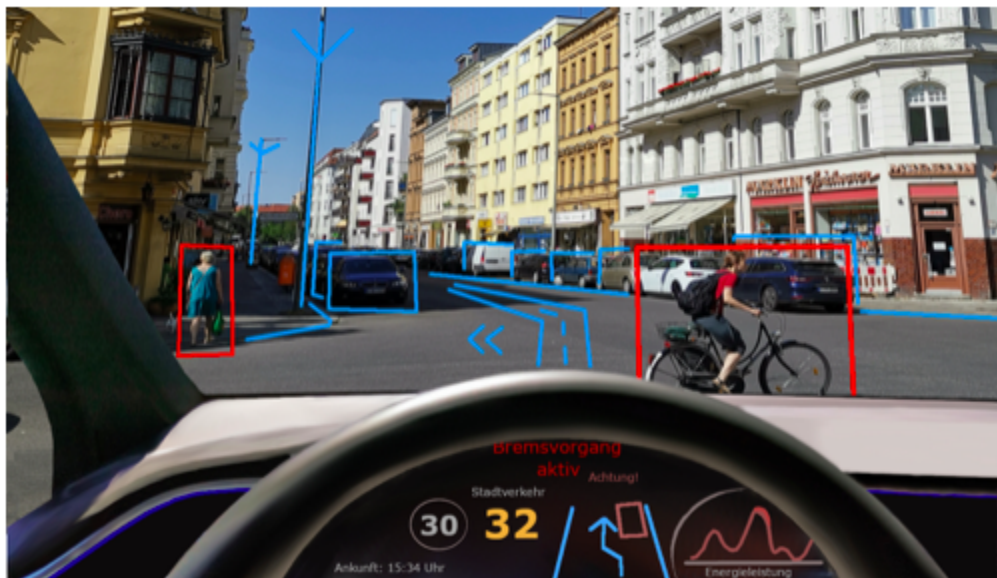 Bremsvorgang
aktiv
Achtung!
Stadtverkehr
30
32
Ankunft: 15:34 Uhr
Energieleistung